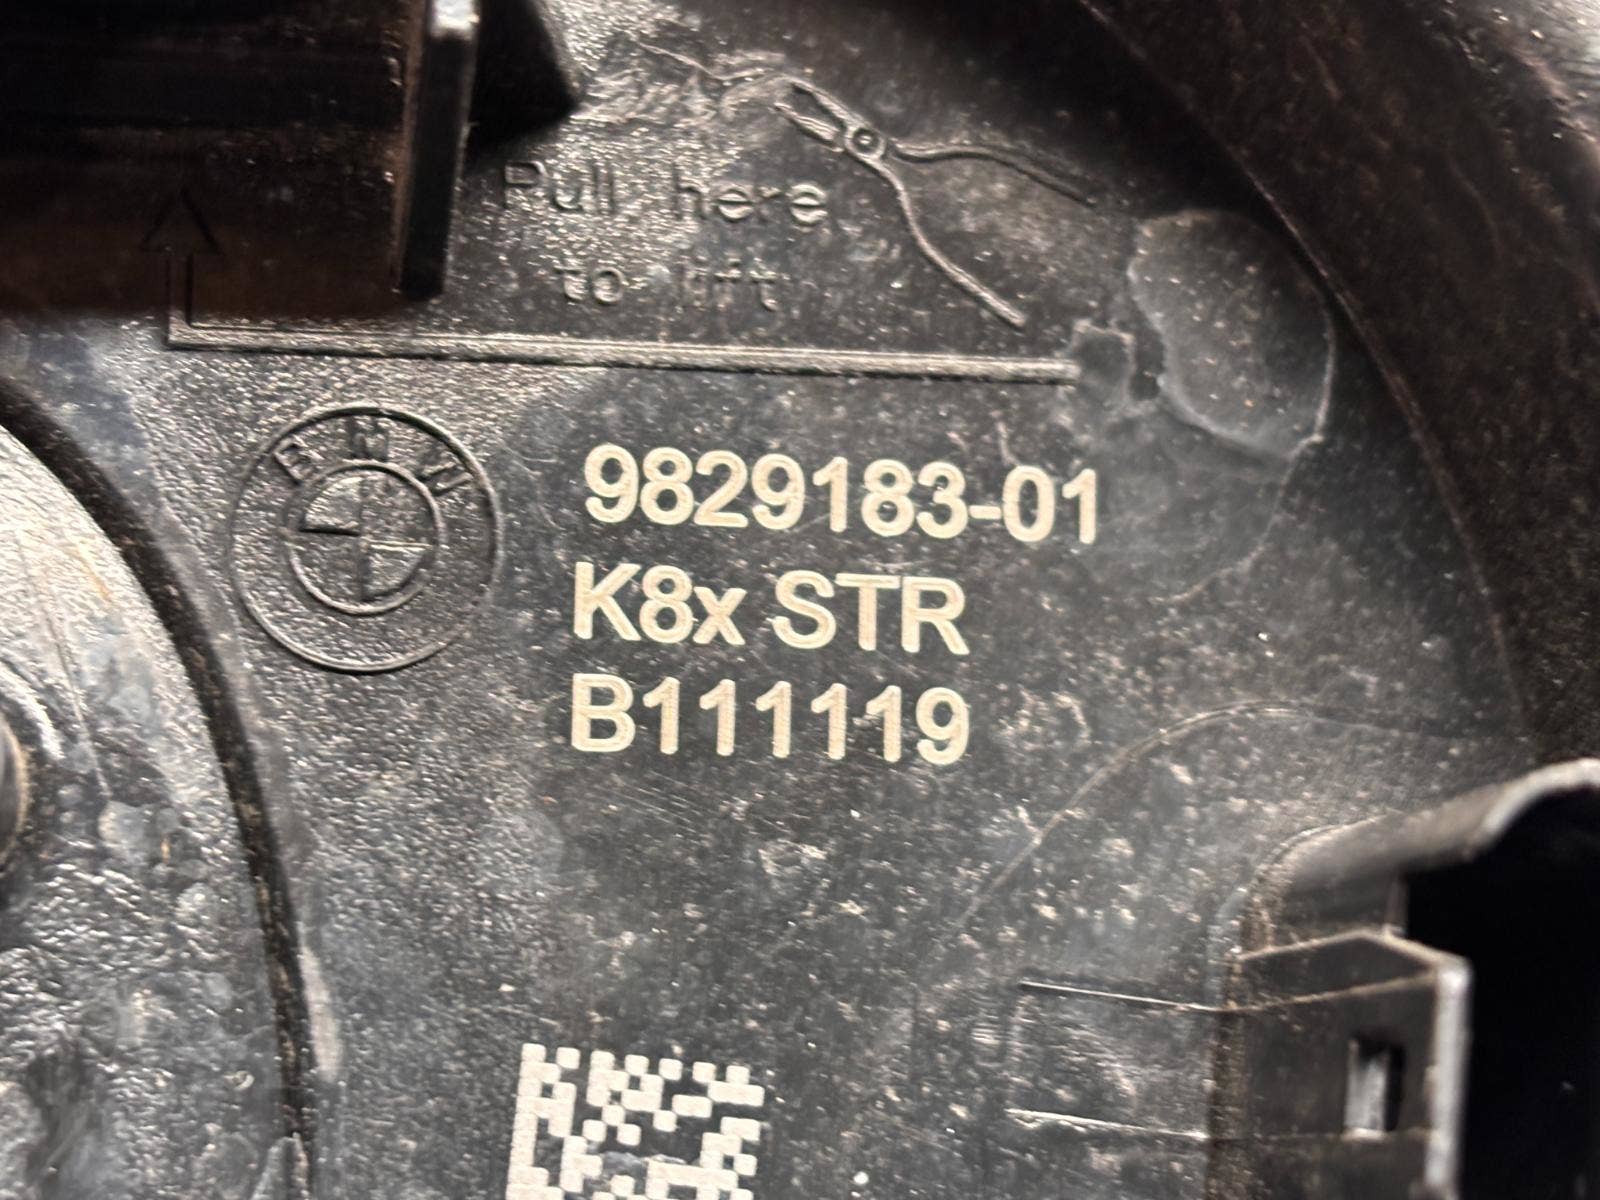 Pull here
to lift
BMW
9829183-01
K8x STR
B111119